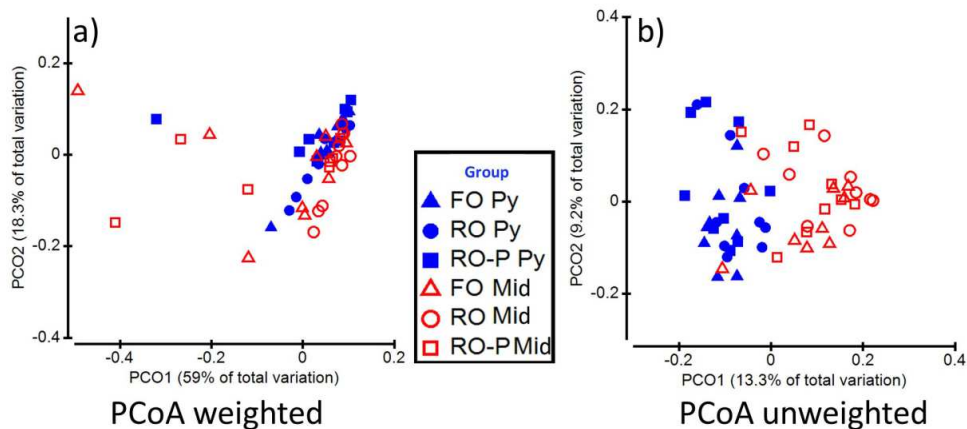 a)
0.2
0
-0.2
-0.4
PCO2 (18.3% of total variation)
-0.4
-0.2
0
0.2
PCO1 (59% of total variation)
PCoA weighted
Group
FO Py
RO Py
RO-P Py
FO Mid
RO Mid
RO-P Mid
b)
0.4
0.2
0
-0.2
PCO2 (9.2% of total variation)
-0.2
0
0.2
0.4
PCO1 (13.3% of total variation)
PCoA unweighted